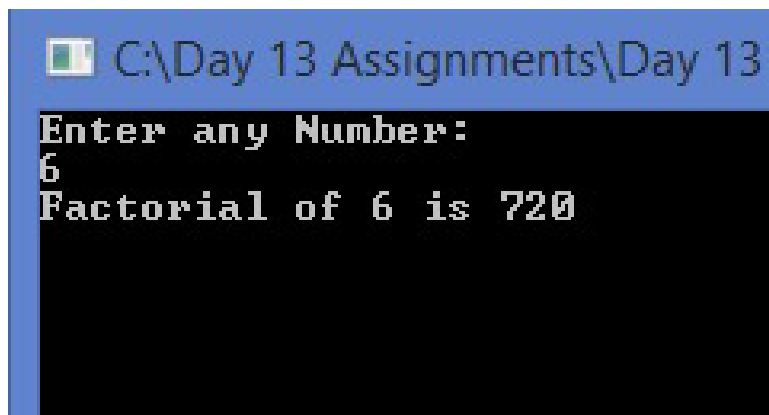 C:\Day 13 Assignments\Day 13
Enter any Number:
6
Factorial of 6 is 720